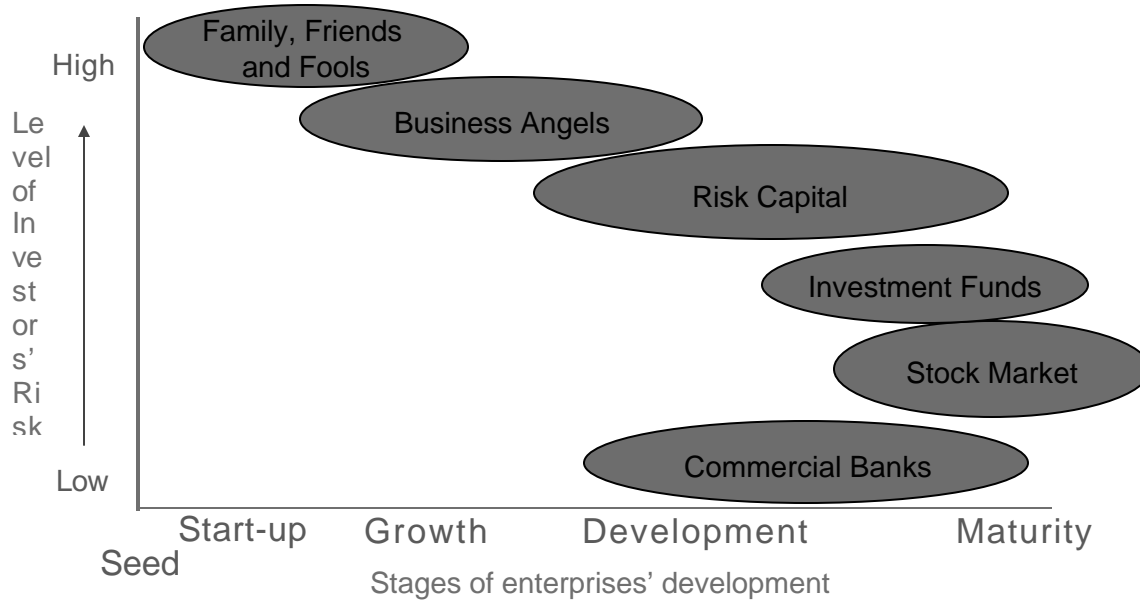 Family, Friends
and Fools
High
Business Angels
Le
vel
of
In
ve
st
or
s’
Ri
sk
Risk Capital
Investment Funds
Stock Market
Commercial Banks
Low
Start-up
Growth
Development
Maturity
Seed
Stages of enterprises’ development